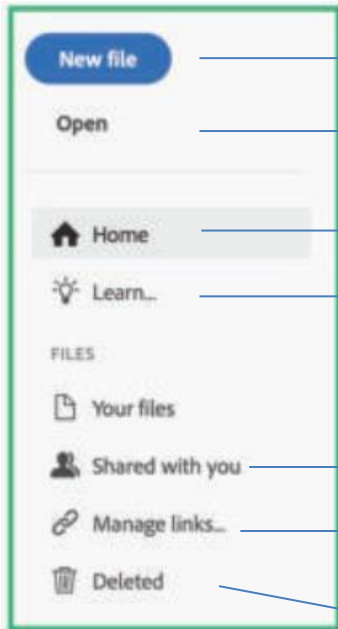 New file
Open
Home
Learn...
FILES
Your files
Shared with you
Manage links...
Deleted